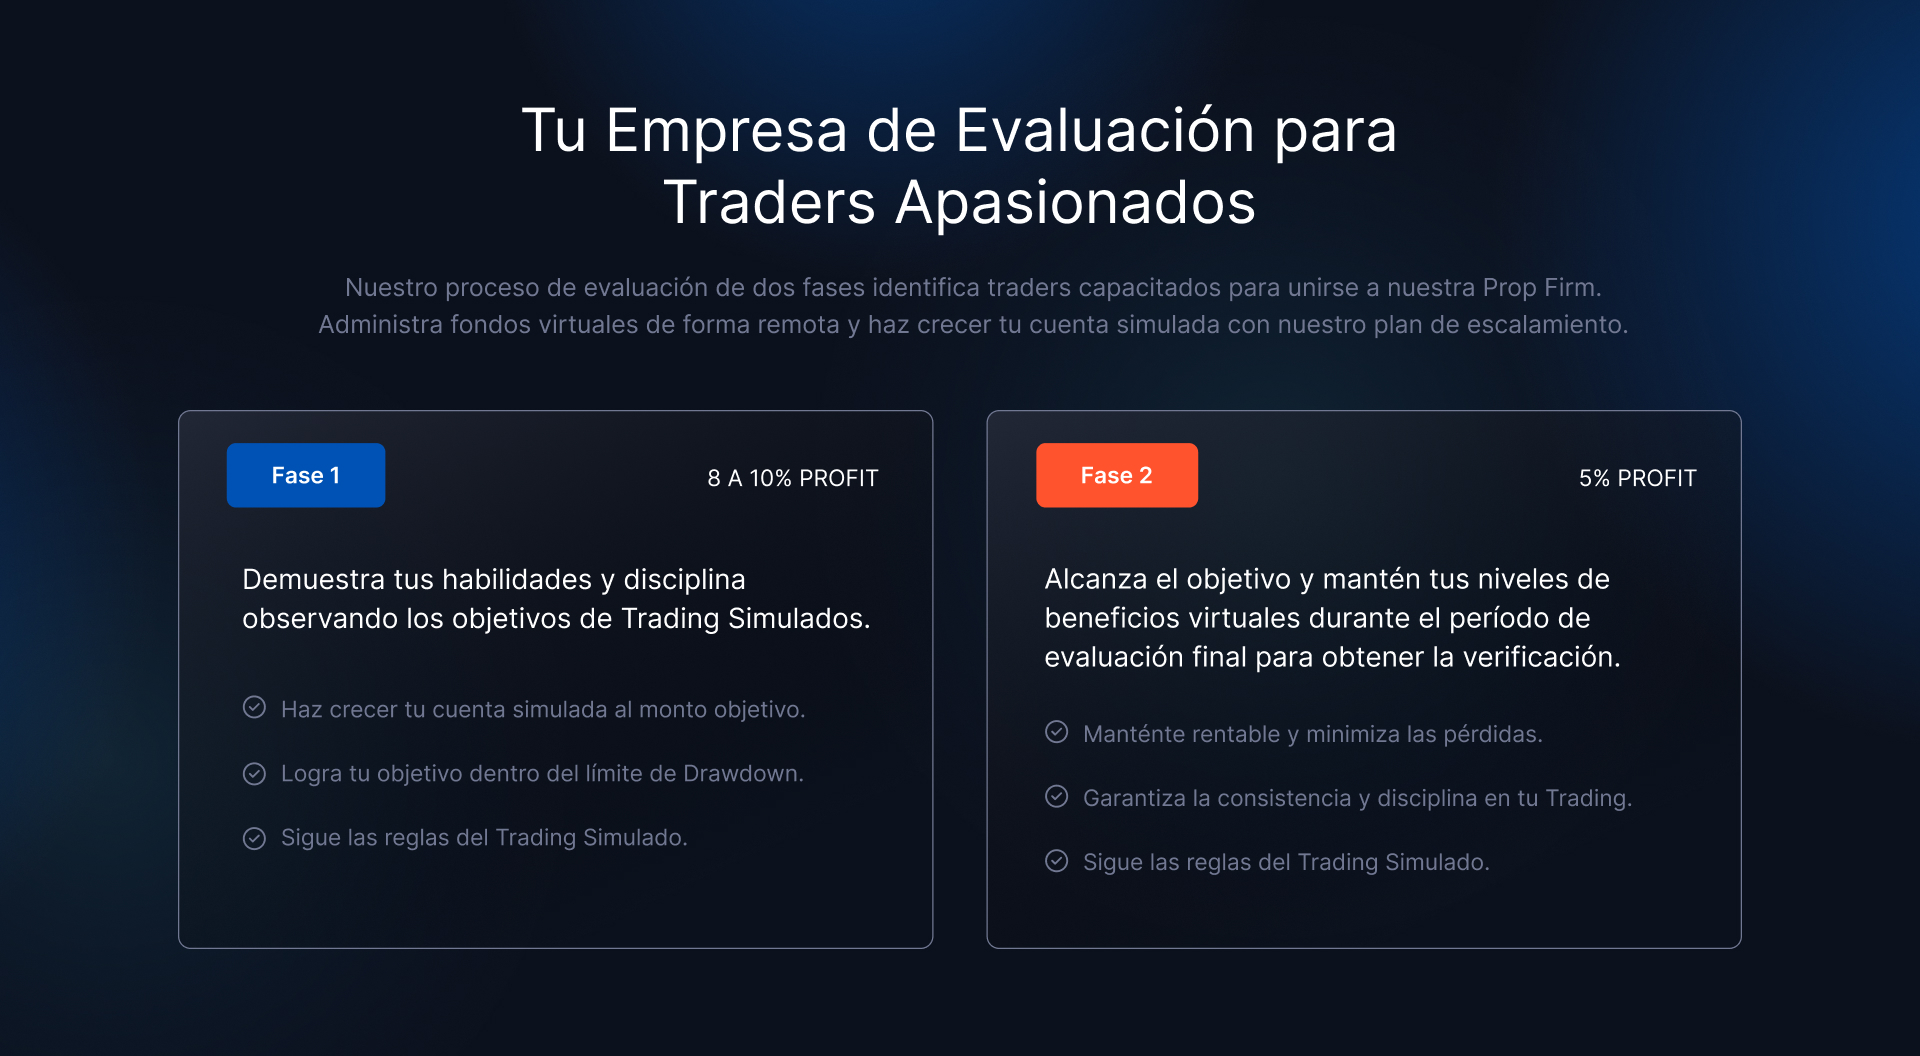 Tu Empresa de Evaluación para
Traders Apasionados
Nuestro proceso de evaluación de dos fases identifica traders capacitados para unirse a nuestra Prop Firm.
Administra fondos virtuales de forma remota y haz crecer tu cuenta simulada con nuestro plan de escalamiento.
Fase 1
8 A 10% PROFIT
Demuestra tus habilidades y disciplina
observando los objetivos de Trading Simulados.
Haz crecer tu cuenta simulada al monto objetivo.
Logra tu objetivo dentro del límite de Drawdown.
Sigue las reglas del Trading Simulado.
Fase 2
5% PROFIT
Alcanza el objetivo y mantén tus niveles de
beneficios virtuales durante el período de
evaluación final para obtener la verificación.
Manténte rentable y minimiza las pérdidas.
Garantiza la consistencia y disciplina en tu Trading.
Sigue las reglas del Trading Simulado.